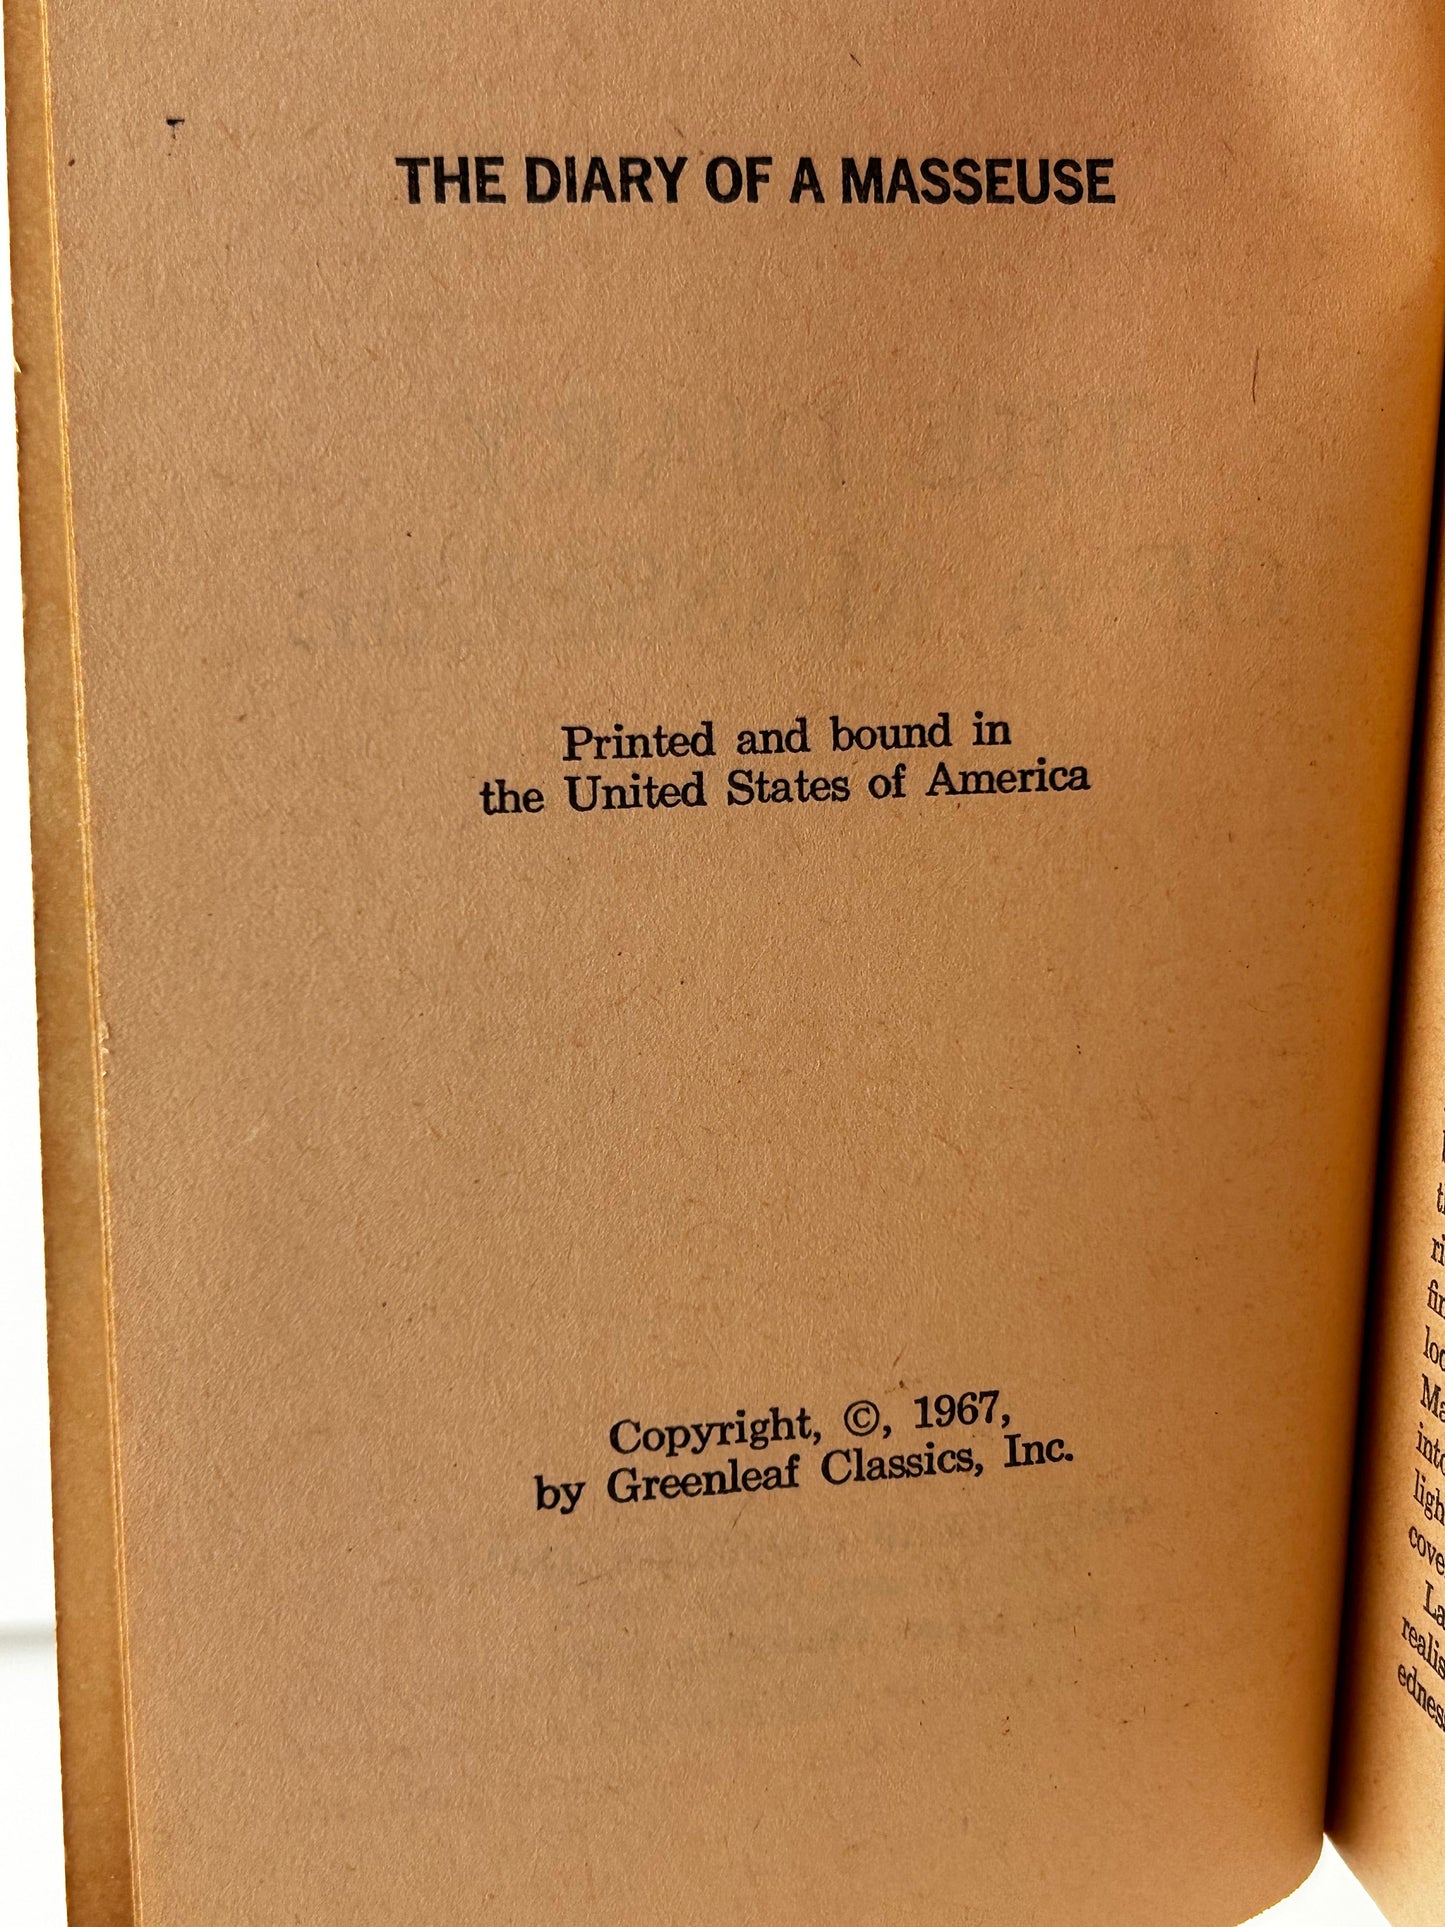 THE DIARY OF A MASSEUSE
Printed and bound in
the United States of America
Copyright, ©, 1967,
by Greenleaf Classics, Inc.